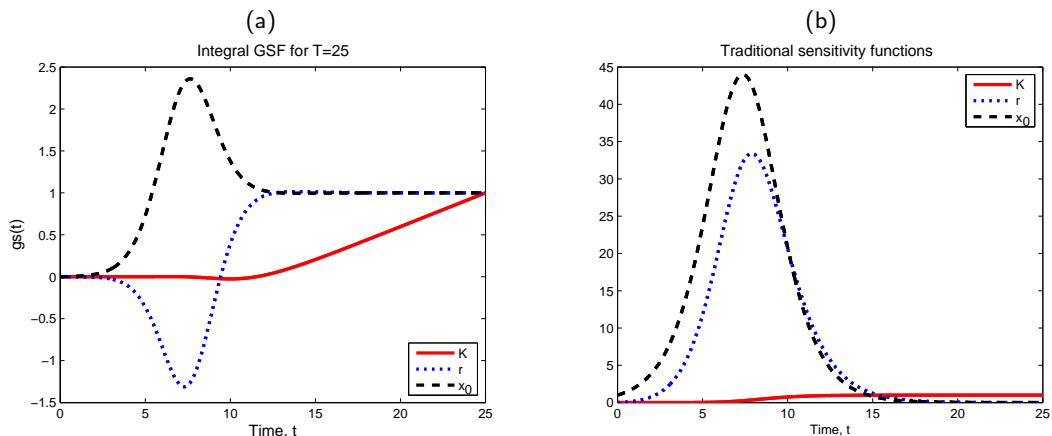 (a)
Integral GSF for T=25
2.5
2
1.5
1
0.5
0
−0.5
−1
−1.5
gs(t)
0 5 10 15 20 25
Time, t
K
r
x0
(b)
Traditional sensitivity functions
45
40
35
30
25
20
15
10
5
0
0 5 10 15 20 25
Time, t
K
r
x0